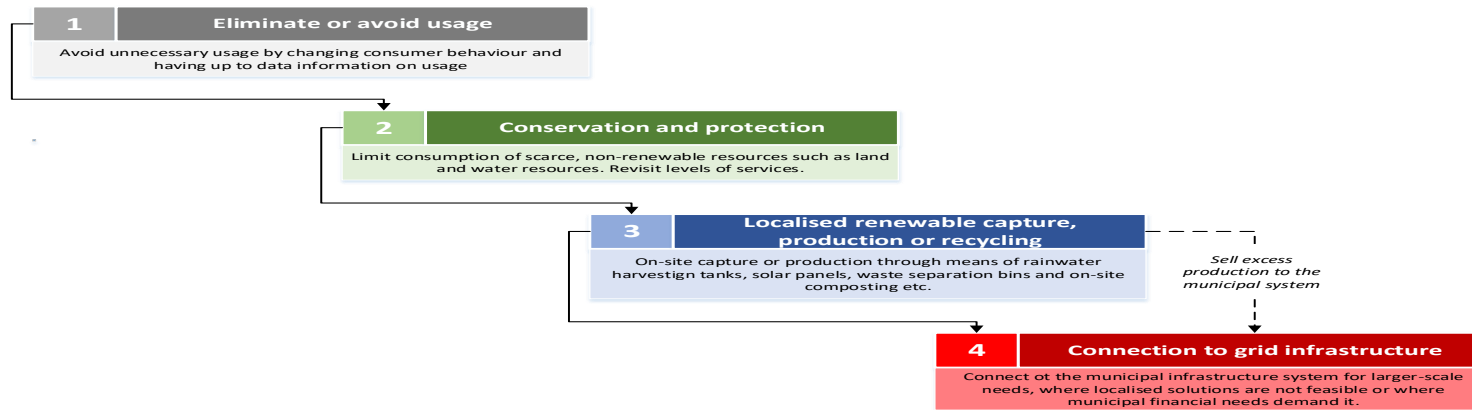 1 Eliminate or avoid usage
Avoid unnecessary usage by changing consumer behaviour and
having up to data information on usage
2 Conservation and protection
Limit consumption of scarce, non-renewable resources such as land
and water resources. Revisit levels of services.
3 Localised renewable capture,
production or recycling
On-site capture or production through means of rainwater
harvestign tanks, solar panels, waste separation bins and on-site
composting etc.
Sell excess
production to the
municipal system
4 Connection to grid infrastructure
Connect ot the municipal infrastructure system for larger-scale
needs, where localised solutions are not feasible or where
municipal financial needs demand it.